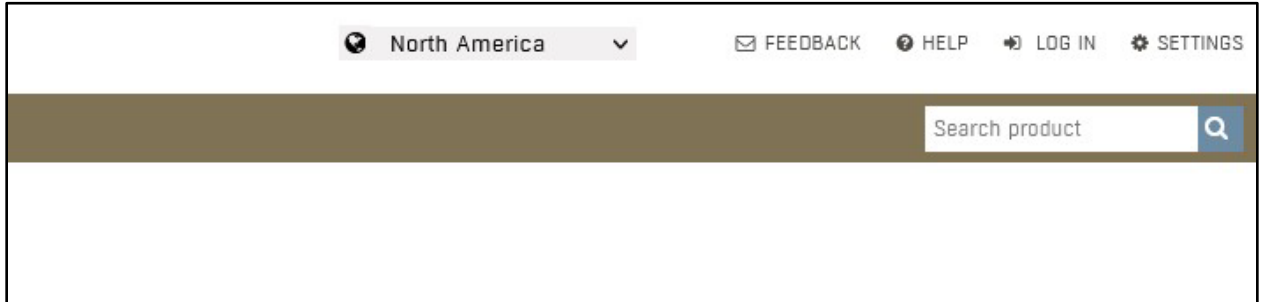 North America FEEDBACK HELP LOG IN SETTINGS
Search product